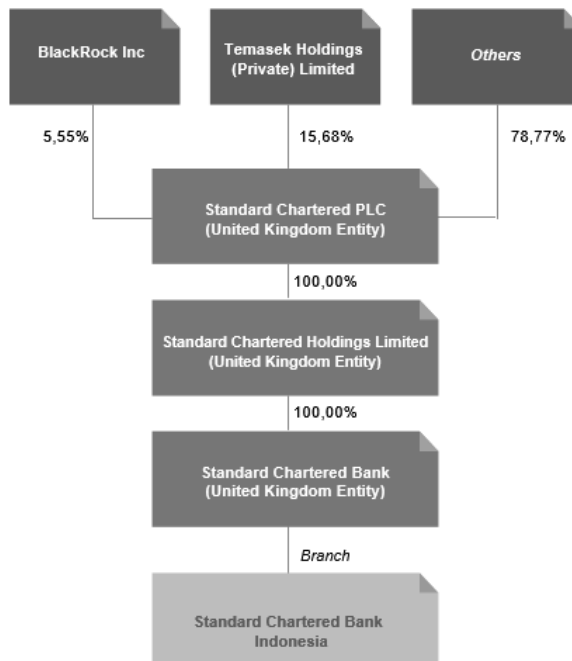 BlackRock Inc
Temasek Holdings
(Private) Limited
Others
5,55%
15,68%
78,77%
Standard Chartered PLC
(United Kingdom Entity)
100,00%
Standard Chartered Holdings Limited
(United Kingdom Entity)
100,00%
Standard Chartered Bank
(United Kingdom Entity)
Branch
Standard Chartered Bank
Indonesia